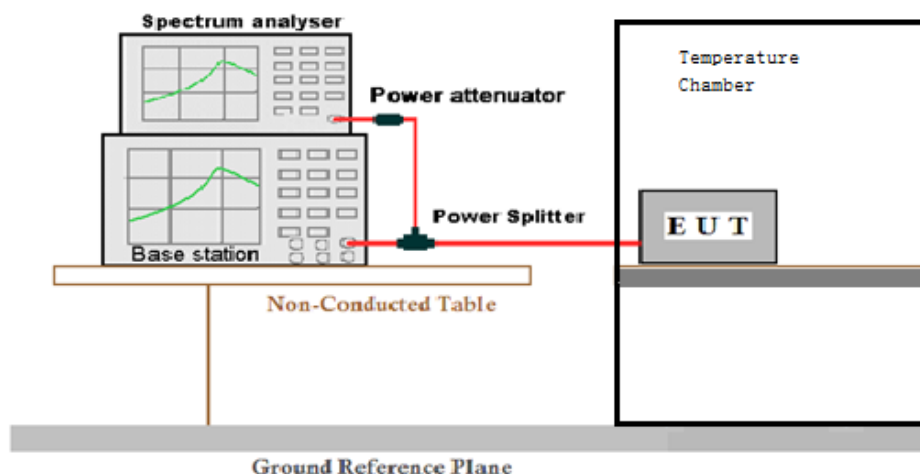 Spectrum analyser
Temperature
Chamber
Power attenuator
Power Splitter
E U T
Base station
Non-Conducted Table
Ground Reference Plane